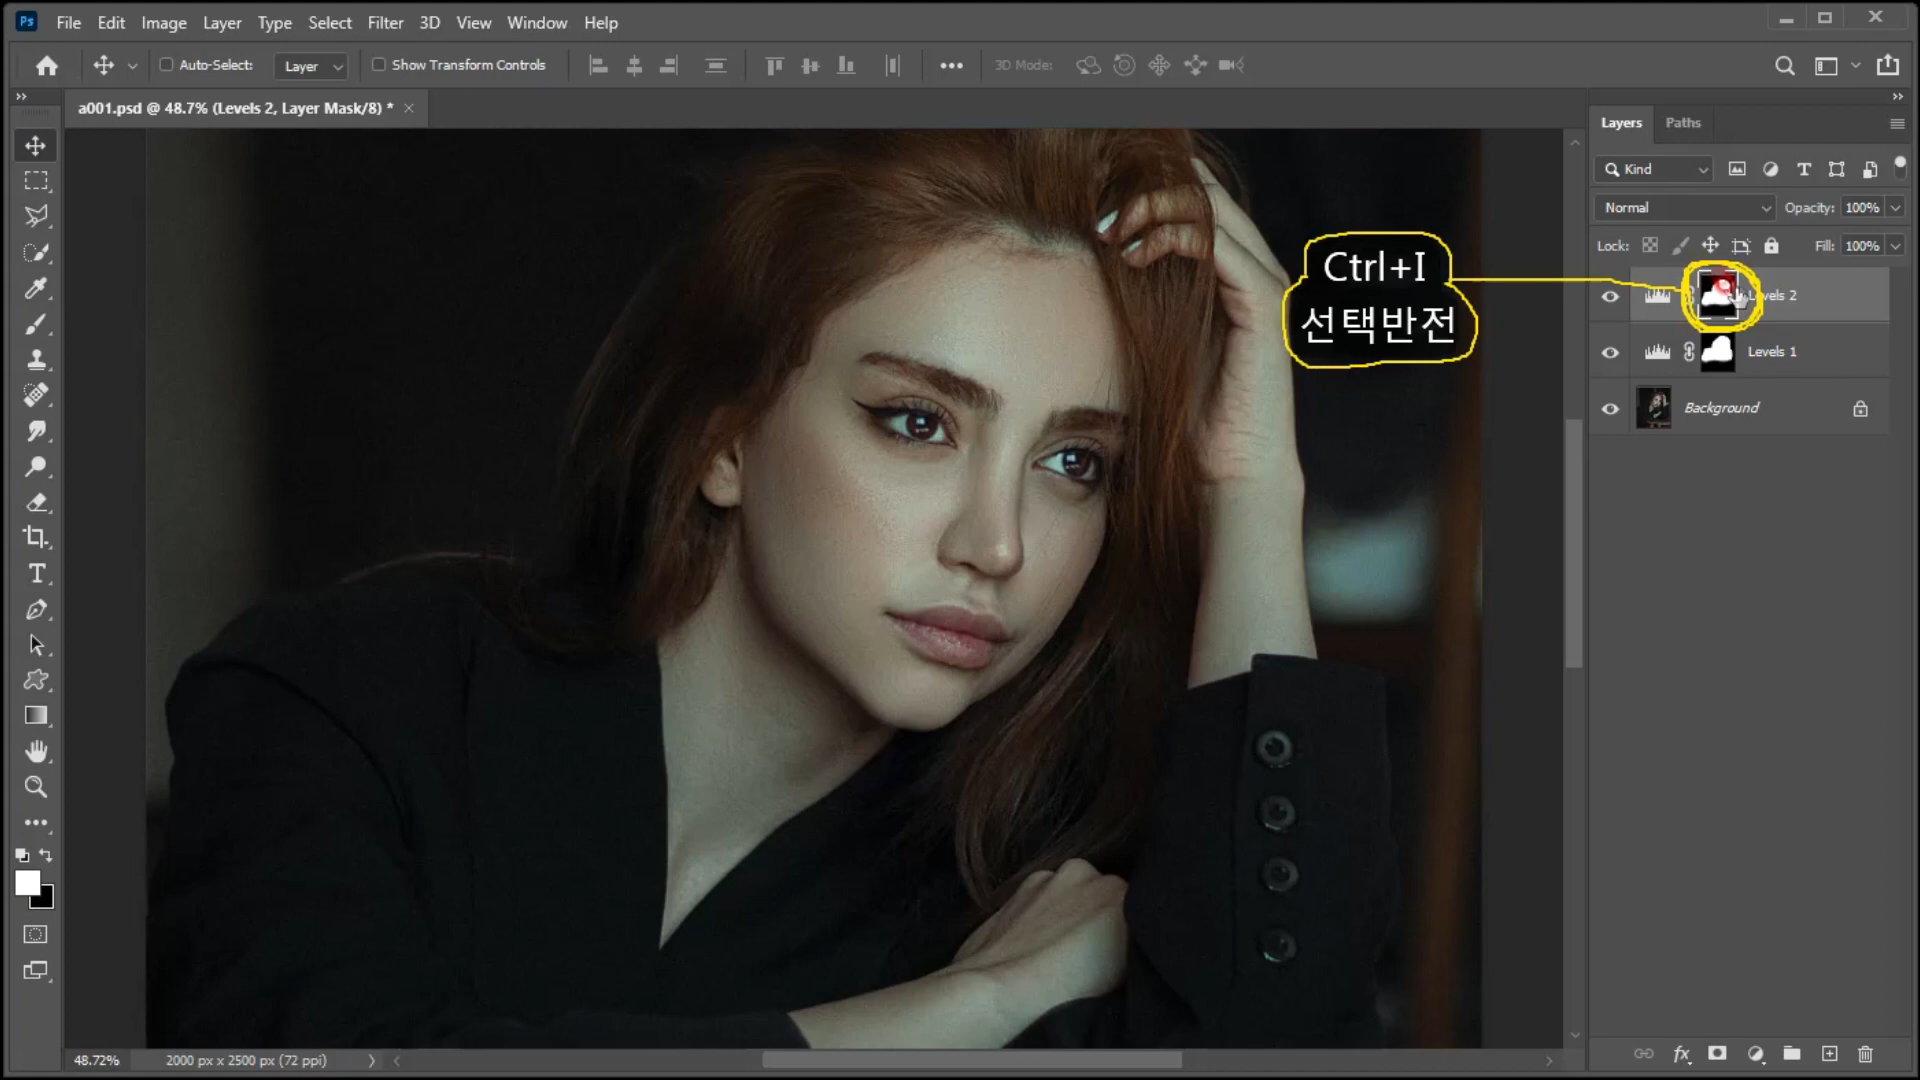 Ps File Edit Image Layer Type Select Filter 3D View Window Help
Auto-Select: Layer Show Transform Controls 3D Mode:
a001.psd @ 48.7% (Levels 2, Layer Mask/8) *
Layers Paths
Kind
Normal Opacity: 100%
Lock: Fill: 100%
Ctrl+I
선택반전
Levels 2
Levels 1
Background
48.72% 2000 px x 2500 px (72 ppi)